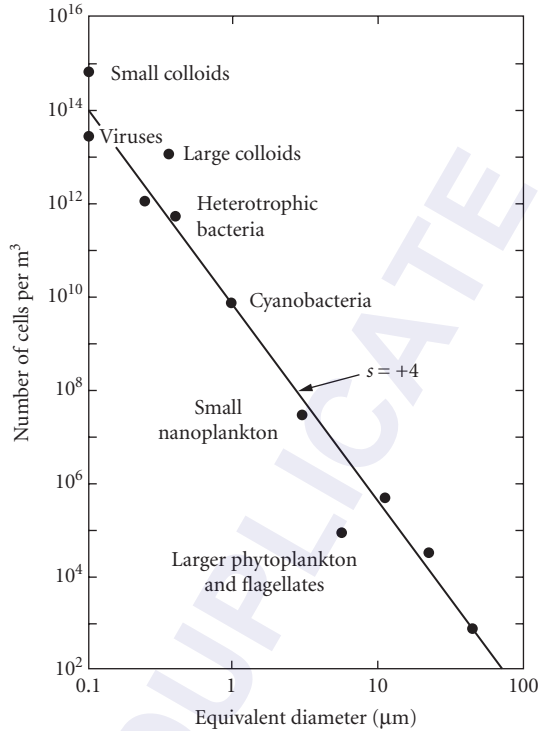 10^16
10^14
10^12
10^10
10^8
10^6
10^4
10^2
Number of cells per m^3
Small colloids
Viruses
Large colloids
Heterotrophic
bacteria
Cyanobacteria
s = +4
Small
nanoplankton
Larger phytoplankton
and flagellates
0.1
1
10
100
Equivalent diameter (μm)
DUPLICATE